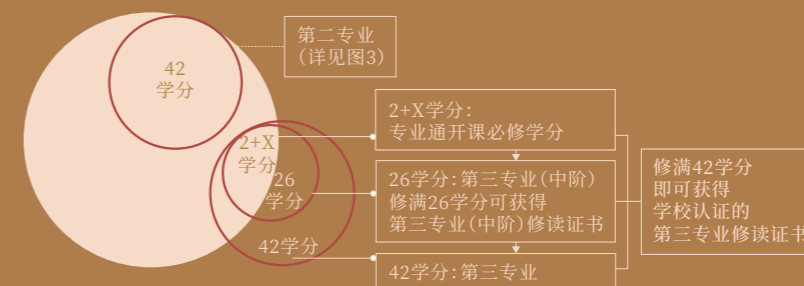 42
学分
第二专业
（详见图3）
2+X
学分
26
学分
42学分
2+X学分：
专业通开课必修学分
26学分：第三专业（中阶）
修满26学分可获得
第三专业（中阶）修读证书
42学分：第三专业
修满42学分
即可获得
学校认证的
第三专业修读证书